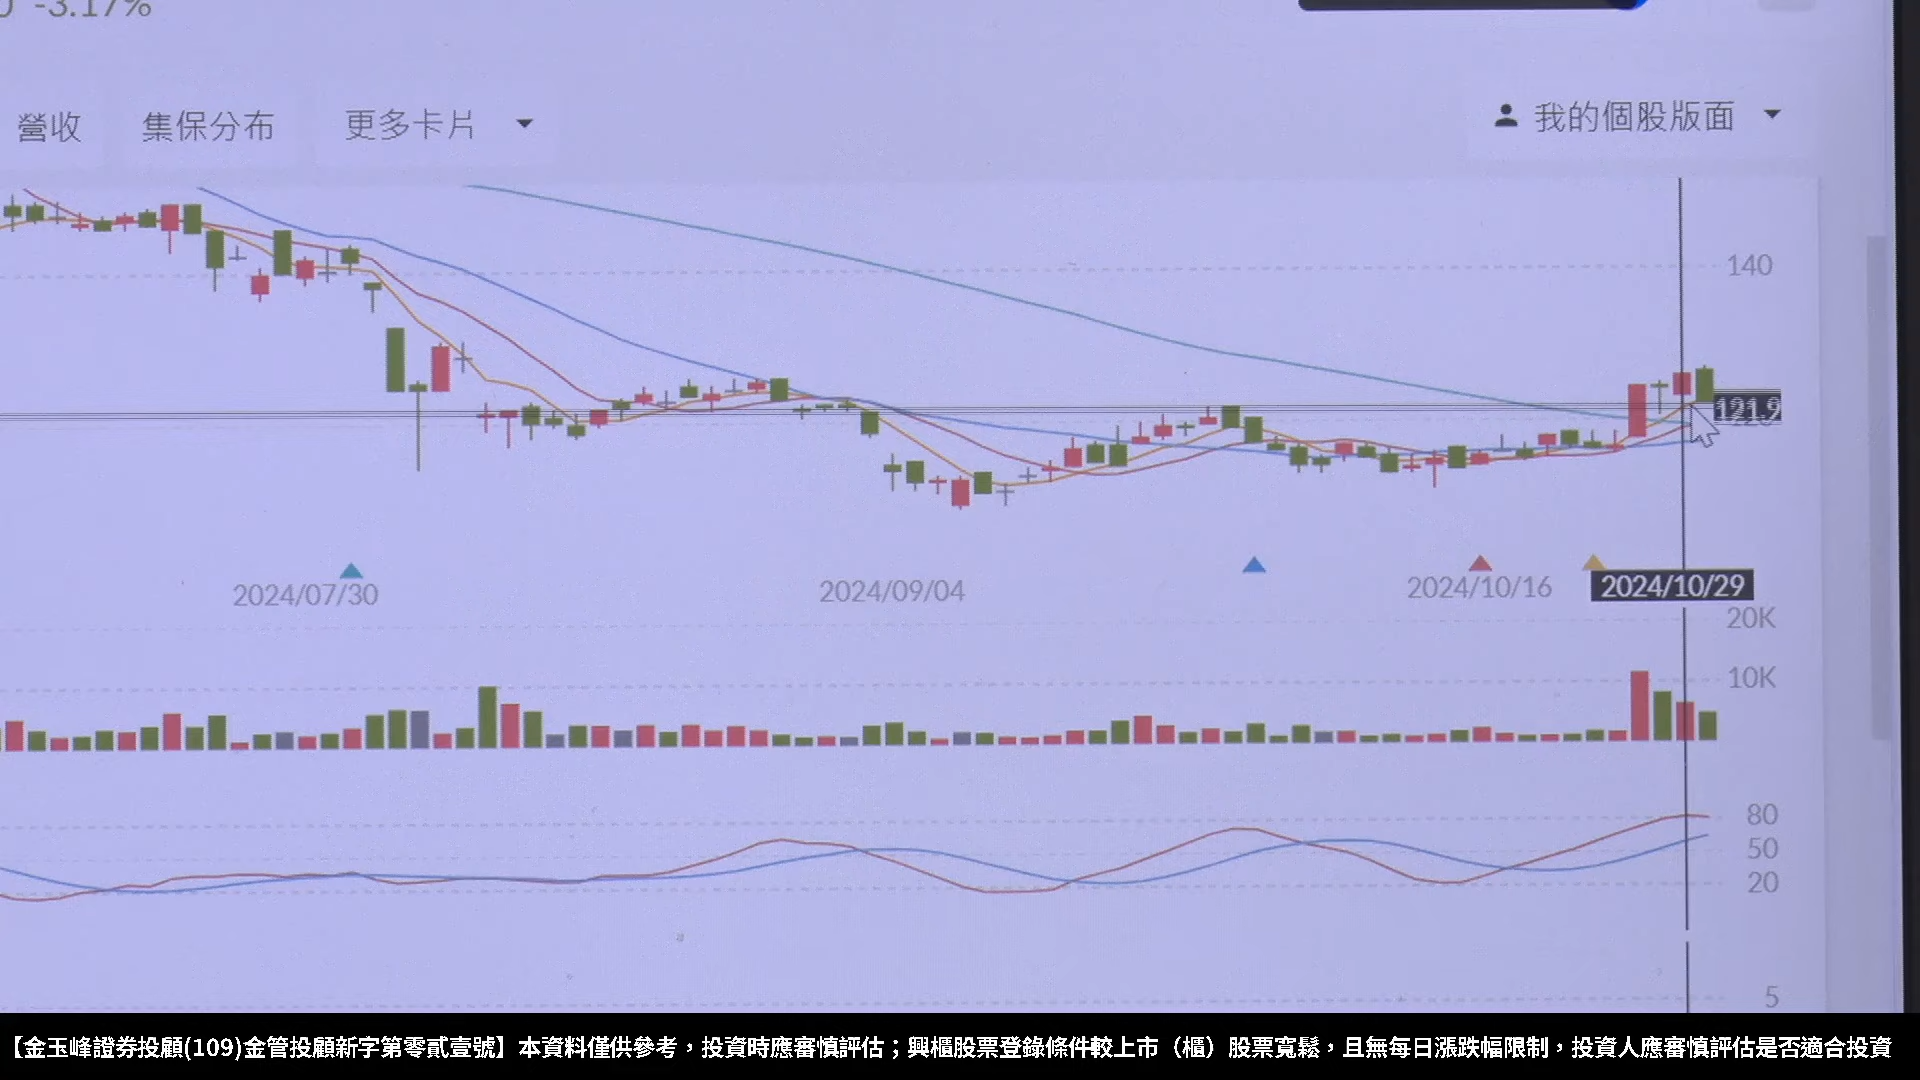 -3.17%
營收 集保分布 更多卡片 我的個股版面
140
121.9
2024/07/30 2024/09/04 2024/10/16 2024/10/29
20K
10K
80
50
20
5
【金玉峰證券投顧(109)金管投顧新字第零貳壹號】本資料僅供參考，投資時應審慎評估；興櫃股票登錄條件較上市（櫃）股票寬鬆，且無每日漲跌幅限制，投資人應審慎評估是否適合投資